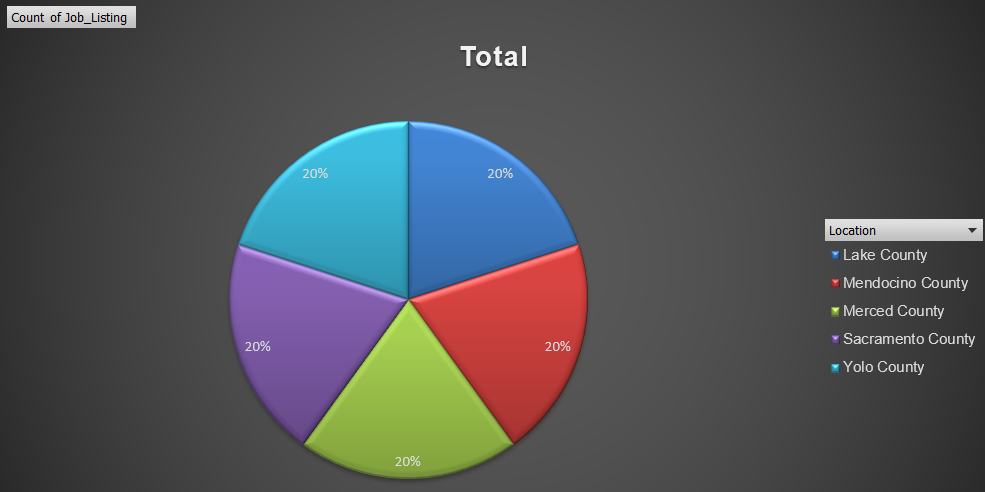 Count of Job_Listing
Total
20%
20%
20%
20%
20%
Location
Lake County
Mendocino County
Merced County
Sacramento County
Yolo County